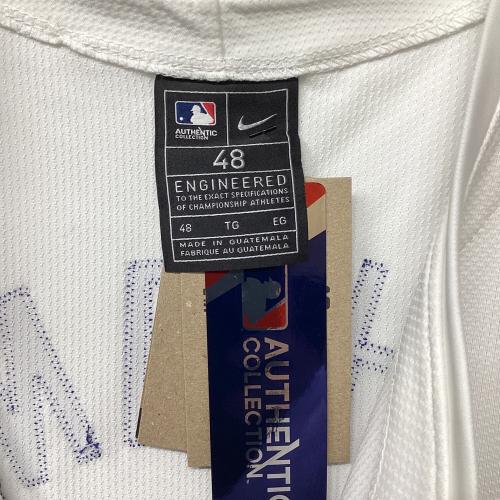 AUTHENTIC
COLLECTION
48
ENGINEERED
TO THE EXACT SPECIFICATIONS
OF CHAMPIONSHIP ATHLETES
48 TG EG
MADE IN GUATEMALA
FABRIQUÉ AU GUATEMALA
AUTHENTIC
COLLECTION